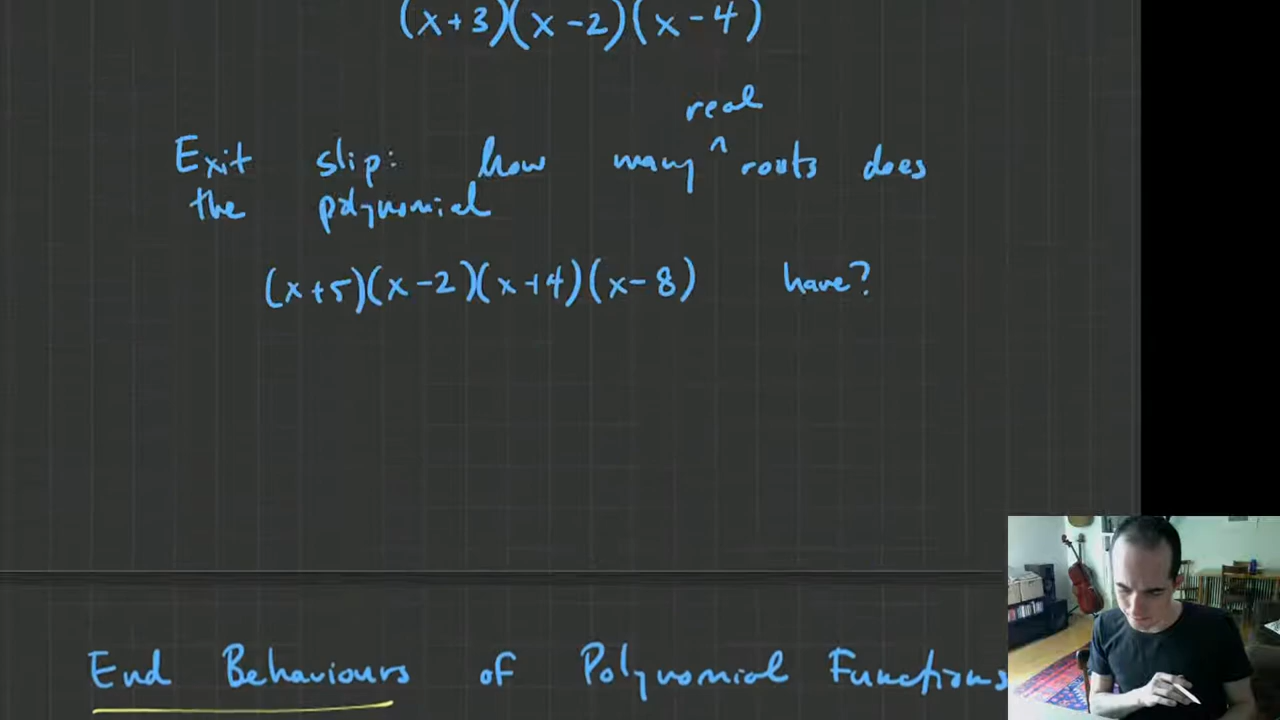 (x+3)(x-2)(x-4)
real
Exit slip: how many ^ roots does
the polynomial
(x+5)(x-2)(x+4)(x-8) have?
End Behaviours of Polynomial Functions